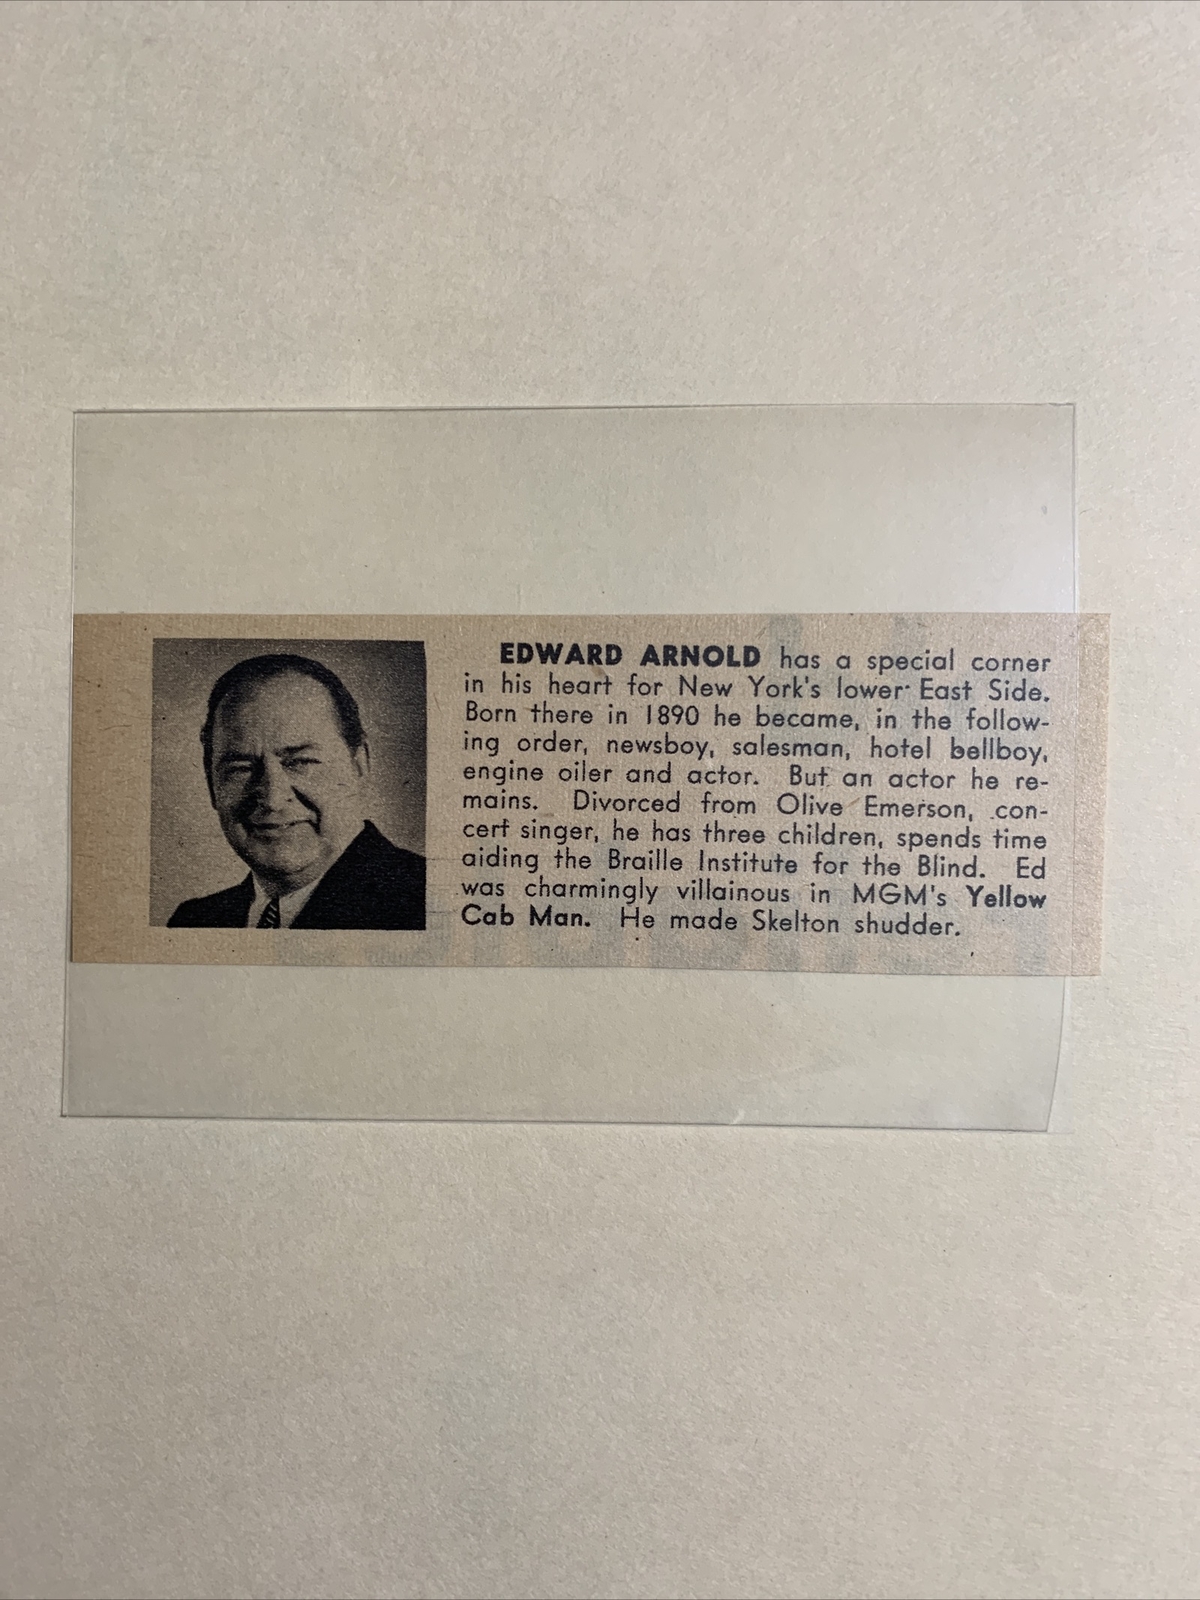 EDWARD ARNOLD has a special corner
in his heart for New York's lower East Side.
Born there in 1890 he became, in the follow-
ing order, newsboy, salesman, hotel bellboy,
engine oiler and actor. But an actor he re-
mains. Divorced from Olive Emerson, con-
cert singer, he has three children, spends time
aiding the Braille Institute for the Blind. Ed
was charmingly villainous in MGM's Yellow
Cab Man. He made Skelton shudder.